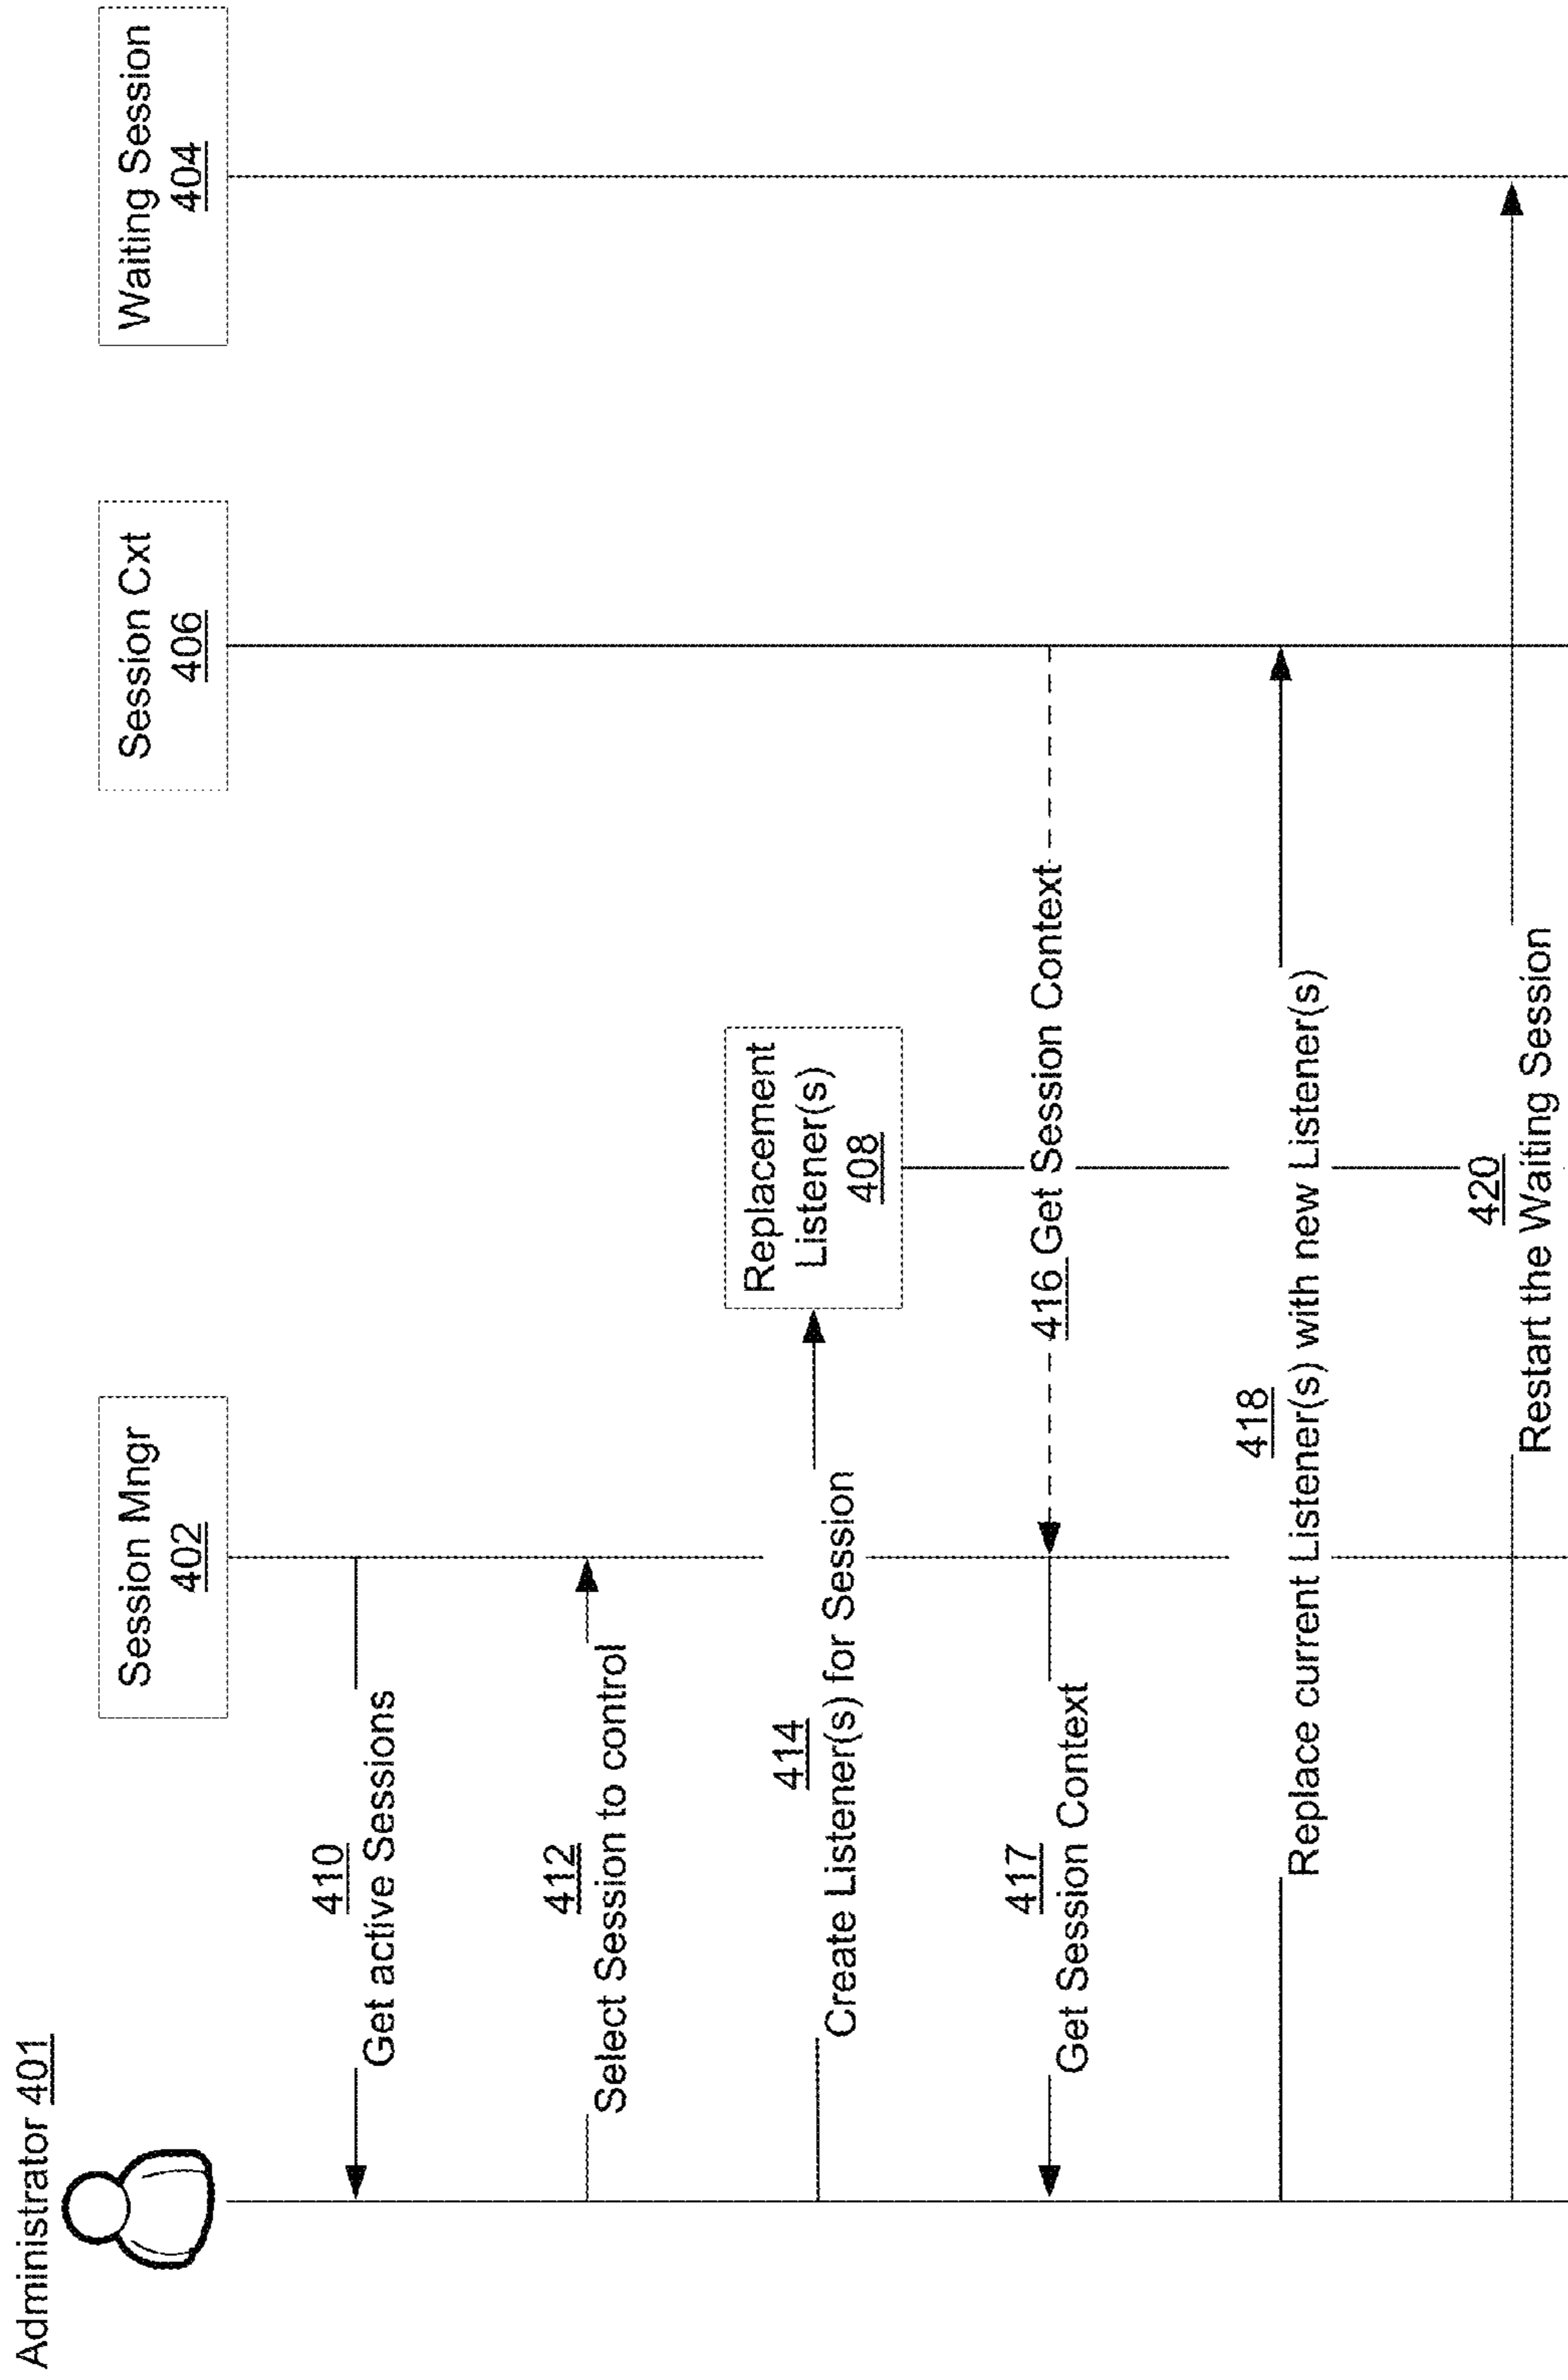 Administrator 401
Session Mngr
402
Session Cxt
406
Waiting Session
404
410
Get active Sessions
412
Select Session to control
414
Create Listener(s) for Session
Replacement
Listener(s)
408
416 Get Session Context
417
Get Session Context
418
Replace current Listener(s) with new Listener(s)
420
Restart the Waiting Session